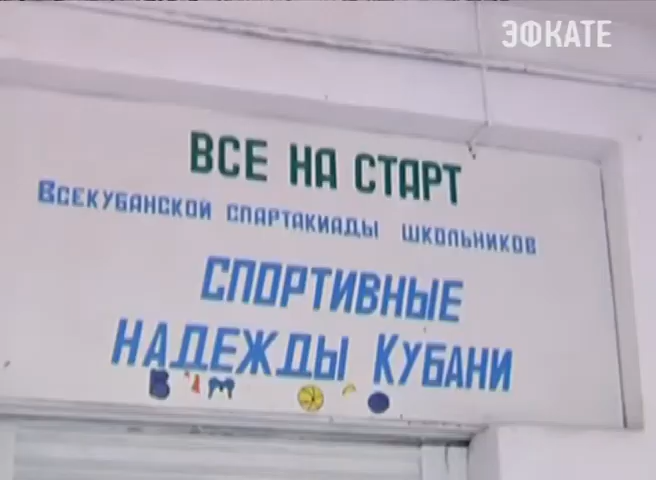 ЭФКАТЕ
ВСЕ НА СТАРТ
ВСЕКУБАНСКОЙ СПАРТАКИАДЫ ШКОЛЬНИКОВ
СПОРТИВНЫЕ
НАДЕЖДЫ КУБАНИ